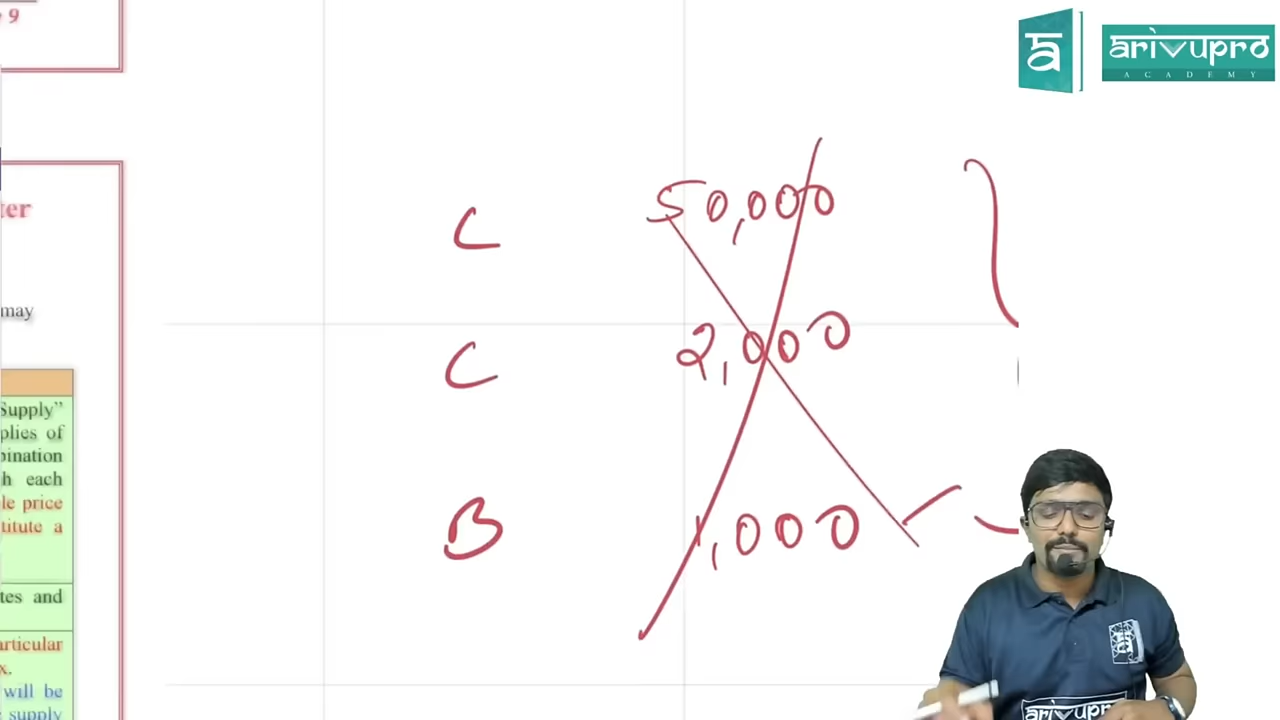 9
ā
arivupro
ACADEMY
ter
may
Supply”
plies of
bination
h each
le price
titute a
tes and
articular
x.
will be
supply
C 50,000
C 2,000
B 1,000
arivupro